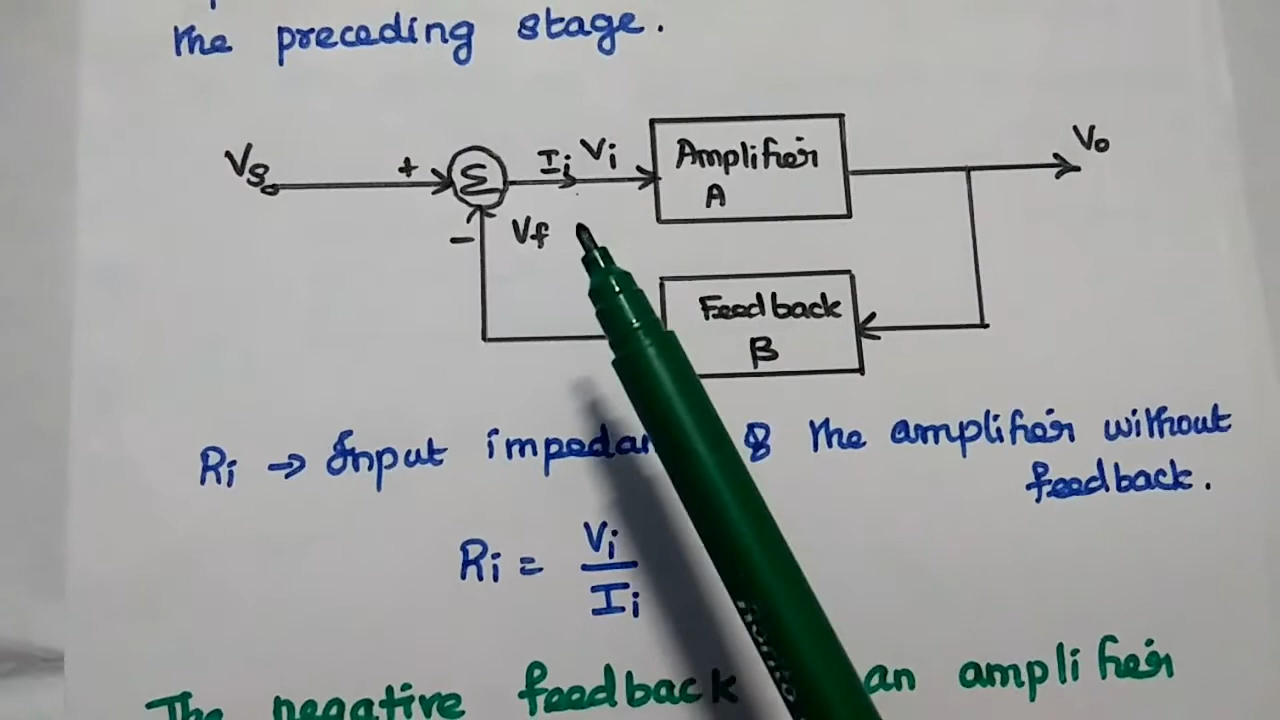 the preceding stage.
Vs + Σ Ii Vi Amplifier A Vo
- Vf
Feedback β
Ri → Input impedan of the amplifier without
feedback.
Ri = Vi / Ii
The negative feedback an amplifier